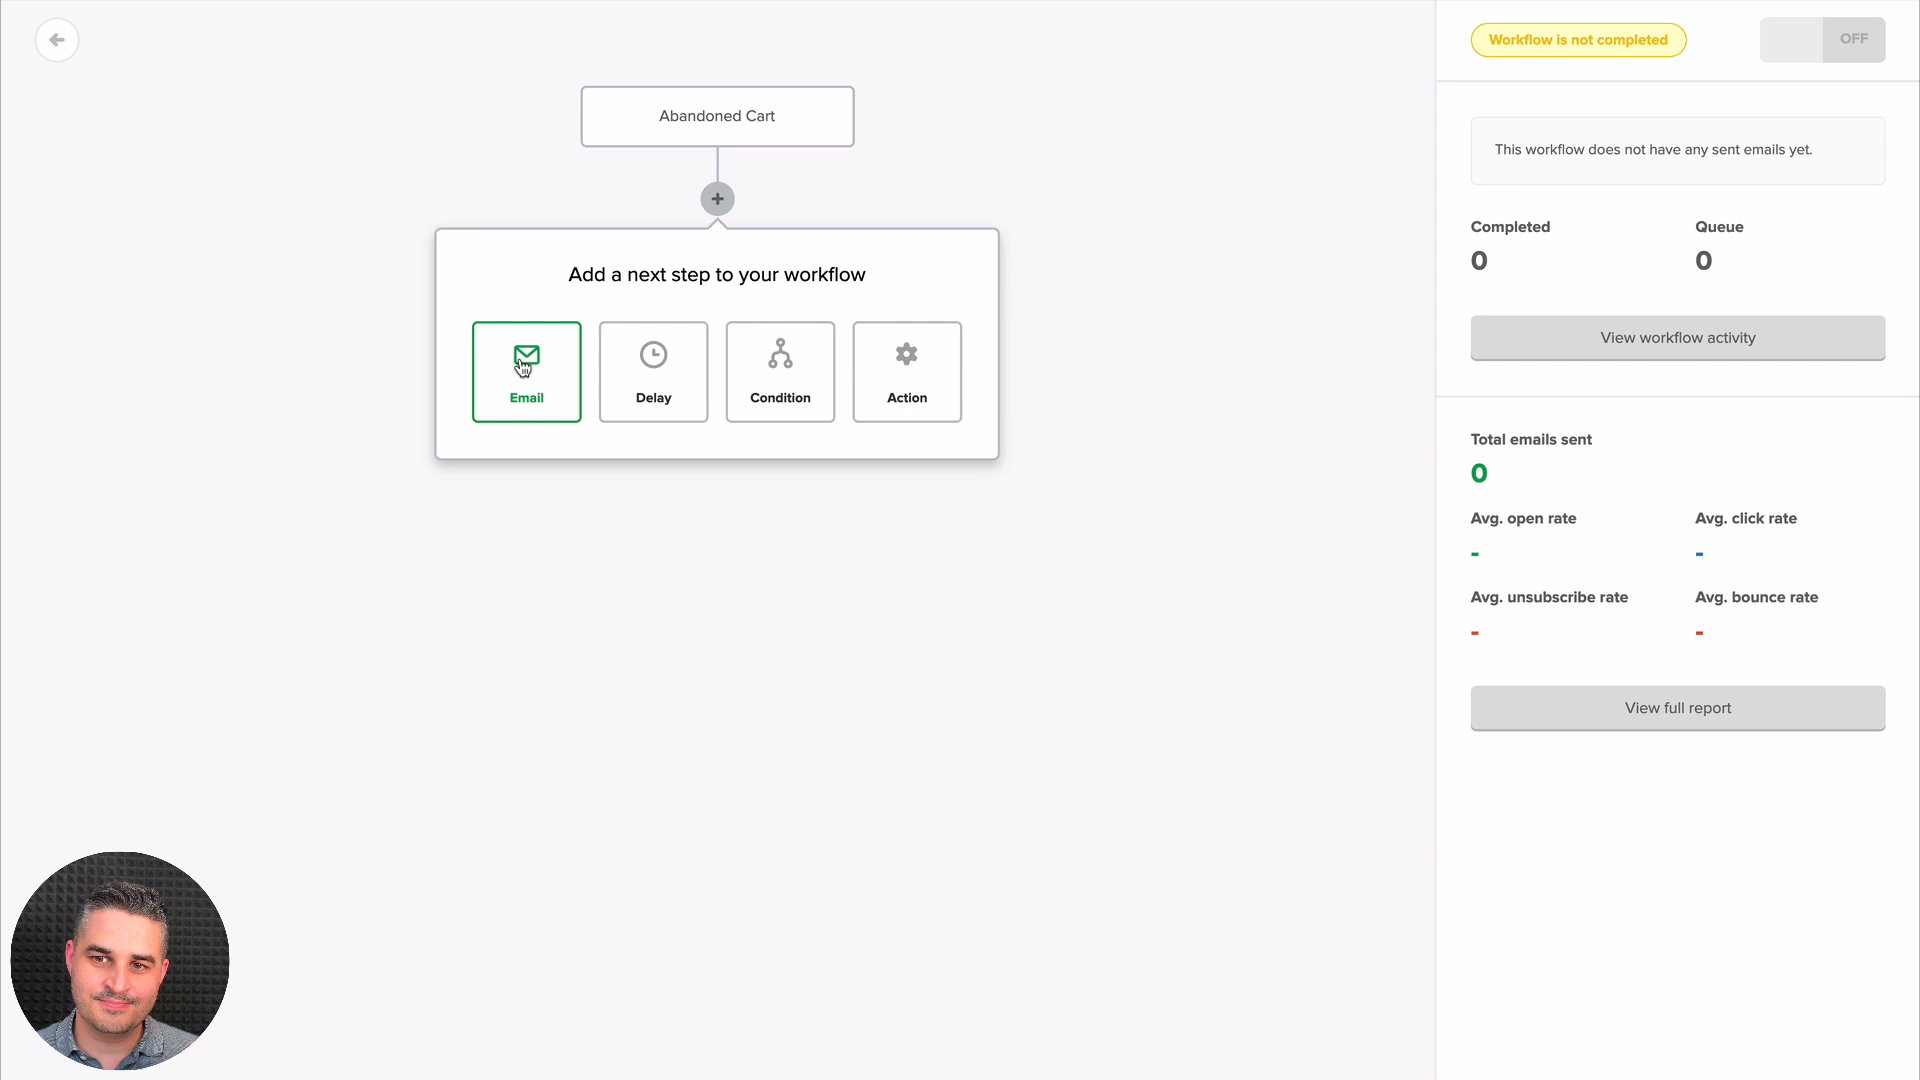 Workflow is not completed
OFF
Abandoned Cart
This workflow does not have any sent emails yet.
Add a next step to your workflow
Email
Delay
Condition
Action
Completed
Queue
0
0
View workflow activity
Total emails sent
0
Avg. open rate
Avg. click rate
-
-
Avg. unsubscribe rate
Avg. bounce rate
-
-
View full report